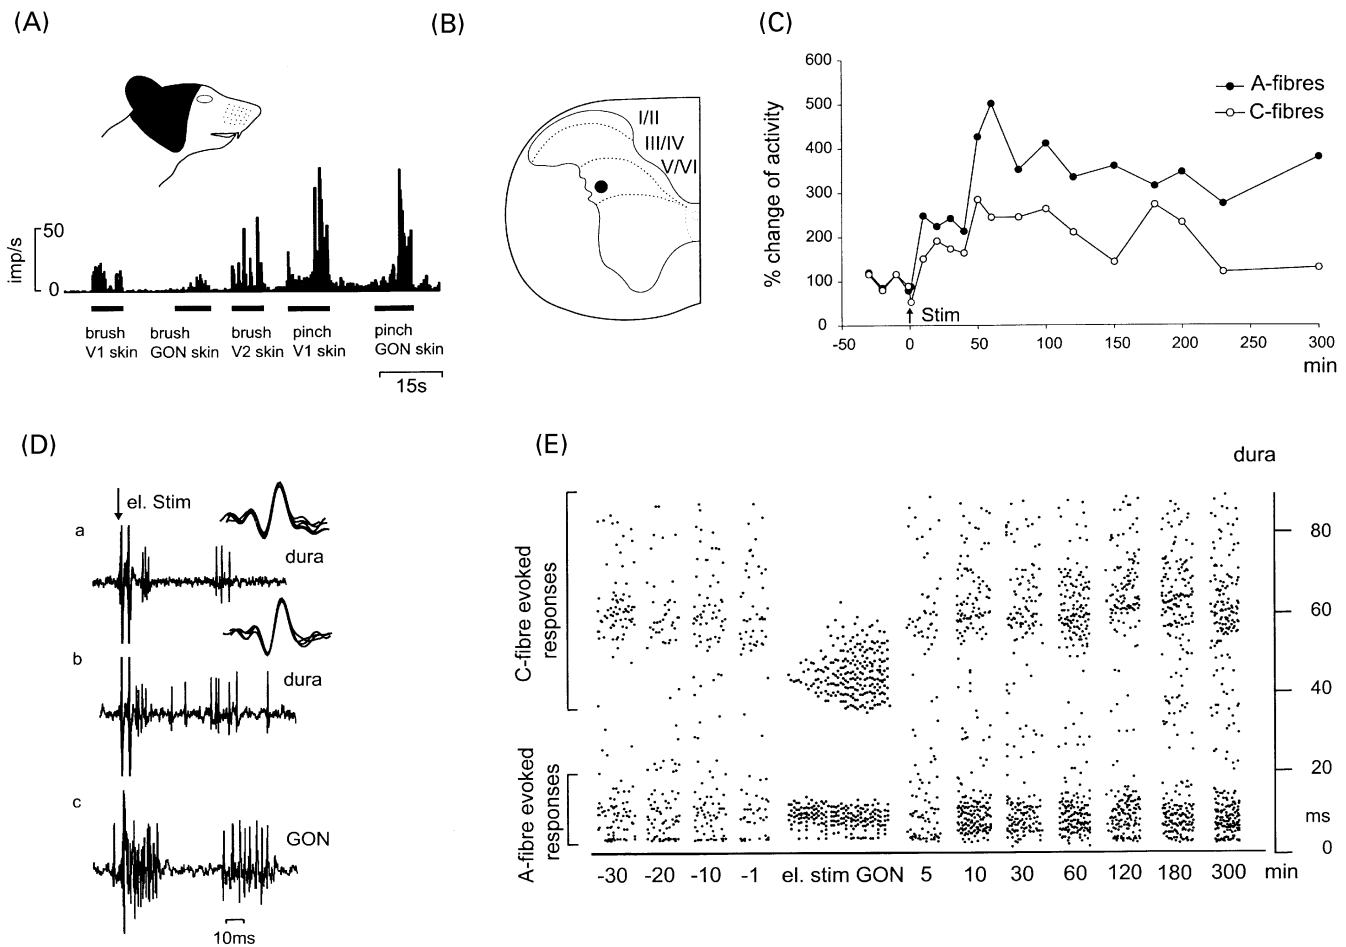 (A)
50
imp/s
0
brush
V1 skin
brush
GON skin
brush
V2 skin
pinch
V1 skin
pinch
GON skin
15s
(B)
I/II
III/IV
V/VI
(C)
600
500
400
300
200
100
0
% change of activity
A-fibres
C-fibres
Stim
-50
0
50
100
150
200
250
300
min
(D)
el. Stim
a
dura
b
dura
c
GON
10ms
(E)
dura
C-fibre evoked
responses
A-fibre evoked
responses
80
60
40
20
ms
0
-30 -20 -10 -1 el. stim GON 5 10 30 60 120 180 300 min